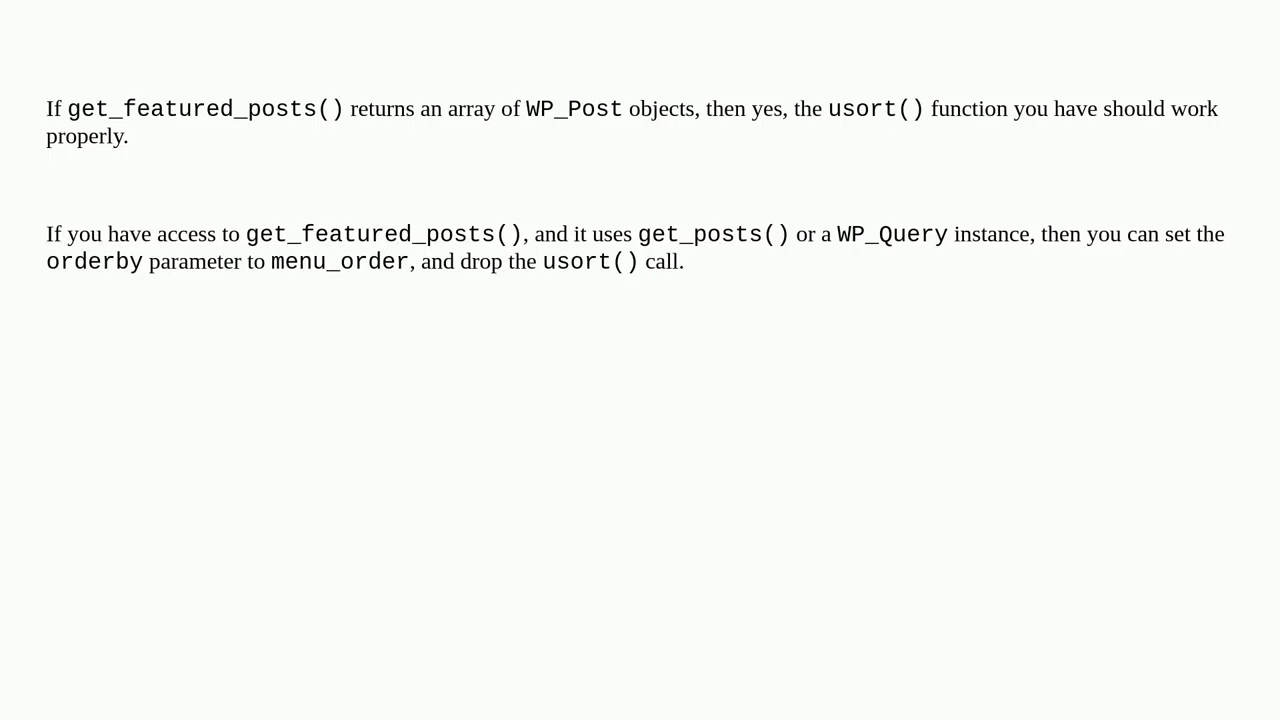 If get_featured_posts() returns an array of WP_Post objects, then yes, the usort() function you have should work
properly.
If you have access to get_featured_posts(), and it uses get_posts() or a WP_Query instance, then you can set the
orderby parameter to menu_order, and drop the usort() call.